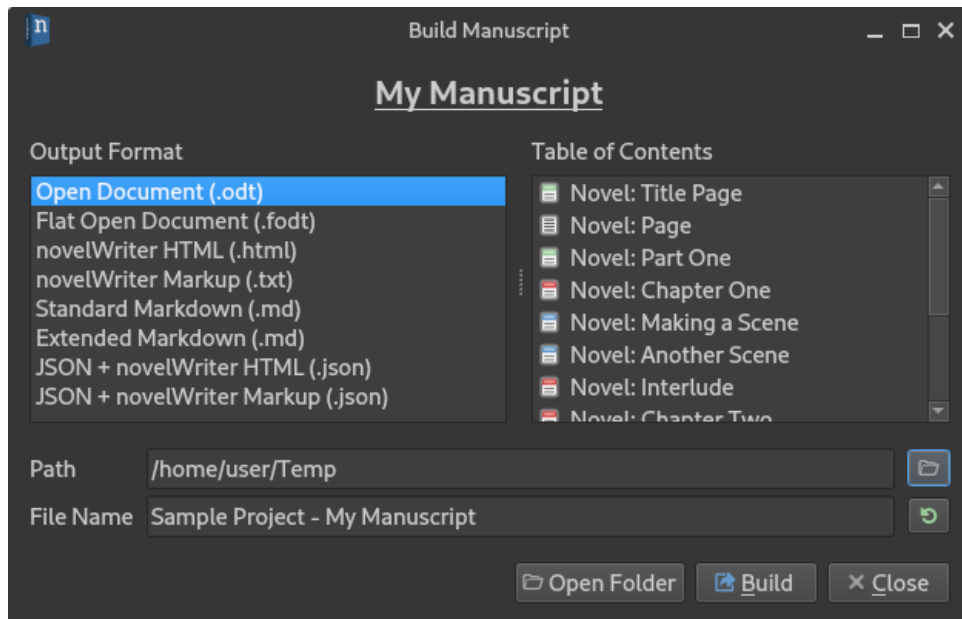 n
Build Manuscript
My Manuscript
Output Format
Open Document (.odt)
Flat Open Document (.fodt)
novelWriter HTML (.html)
novelWriter Markup (.txt)
Standard Markdown (.md)
Extended Markdown (.md)
JSON + novelWriter HTML (.json)
JSON + novelWriter Markup (.json)
Table of Contents
Novel: Title Page
Novel: Page
Novel: Part One
Novel: Chapter One
Novel: Making a Scene
Novel: Another Scene
Novel: Interlude
Novel: Chapter Two
Path /home/user/Temp
File Name Sample Project - My Manuscript
Open Folder Build Close